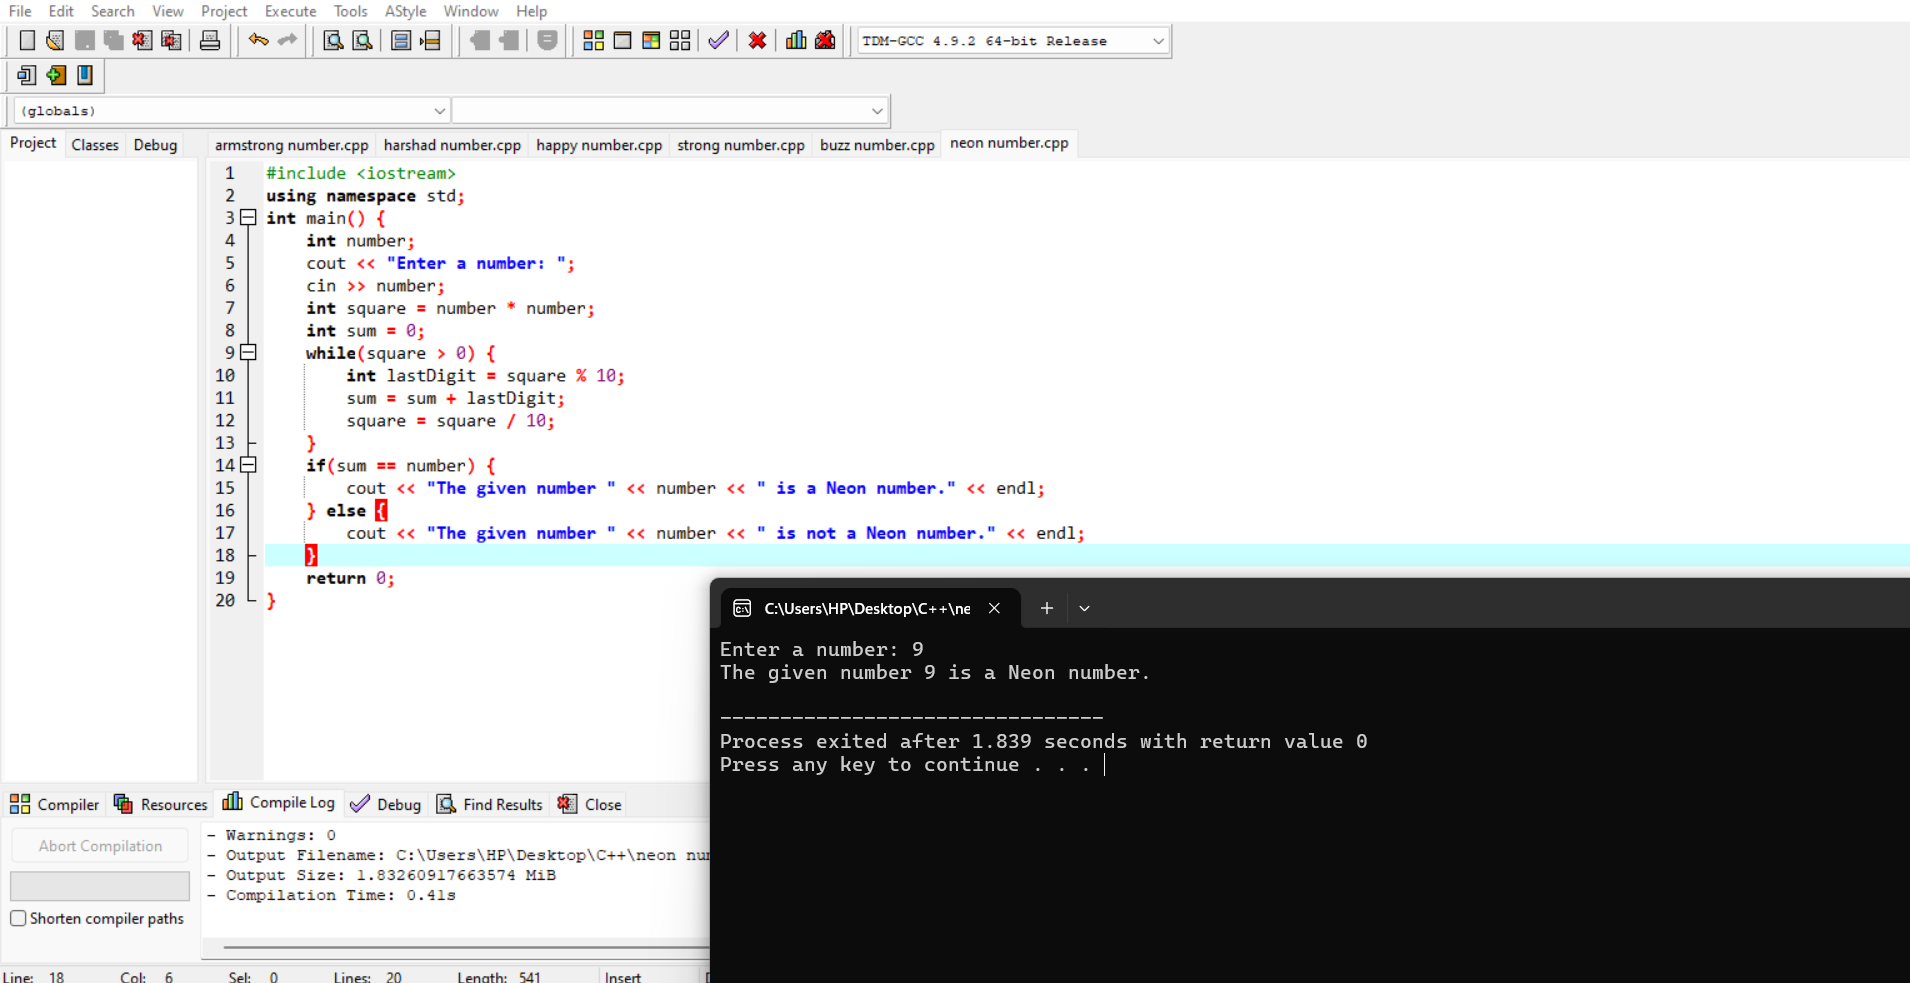 File Edit Search View Project Execute Tools AStyle Window Help
TDM-GCC 4.9.2 64-bit Release
(globals)
Project Classes Debug armstrong number.cpp harshad number.cpp happy number.cpp strong number.cpp buzz number.cpp neon number.cpp
1 #include <iostream>
2 using namespace std;
3 int main() {
4 int number;
5 cout << "Enter a number: ";
6 cin >> number;
7 int square = number * number;
8 int sum = 0;
9 while(square > 0) {
10 int lastDigit = square % 10;
11 sum = sum + lastDigit;
12 square = square / 10;
13 }
14 if(sum == number) {
15 cout << "The given number " << number << " is a Neon number." << endl;
16 } else {
17 cout << "The given number " << number << " is not a Neon number." << endl;
18 }
19 return 0;
20 }
C:\Users\HP\Desktop\C++\ne
Enter a number: 9
The given number 9 is a Neon number.
--------------------------------
Process exited after 1.839 seconds with return value 0
Press any key to continue . . .
Compiler Resources Compile Log Debug Find Results Close
Abort Compilation
Shorten compiler paths
- Warnings: 0
- Output Filename: C:\Users\HP\Desktop\C++\neon nu
- Output Size: 1.83260917663574 MiB
- Compilation Time: 0.41s
Line: 18 Col: 6 Sel: 0 Lines: 20 Length: 541 Insert